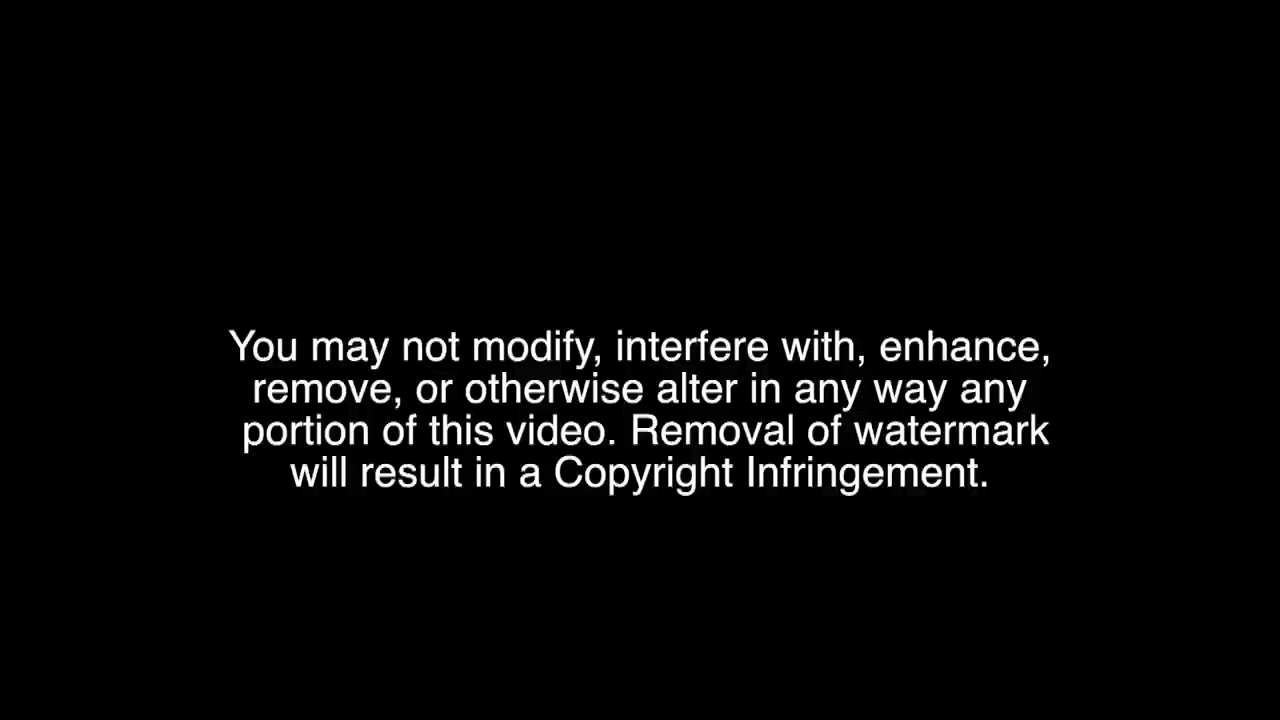 You may not modify, interfere with, enhance,
remove, or otherwise alter in any way any
portion of this video. Removal of watermark
will result in a Copyright Infringement.